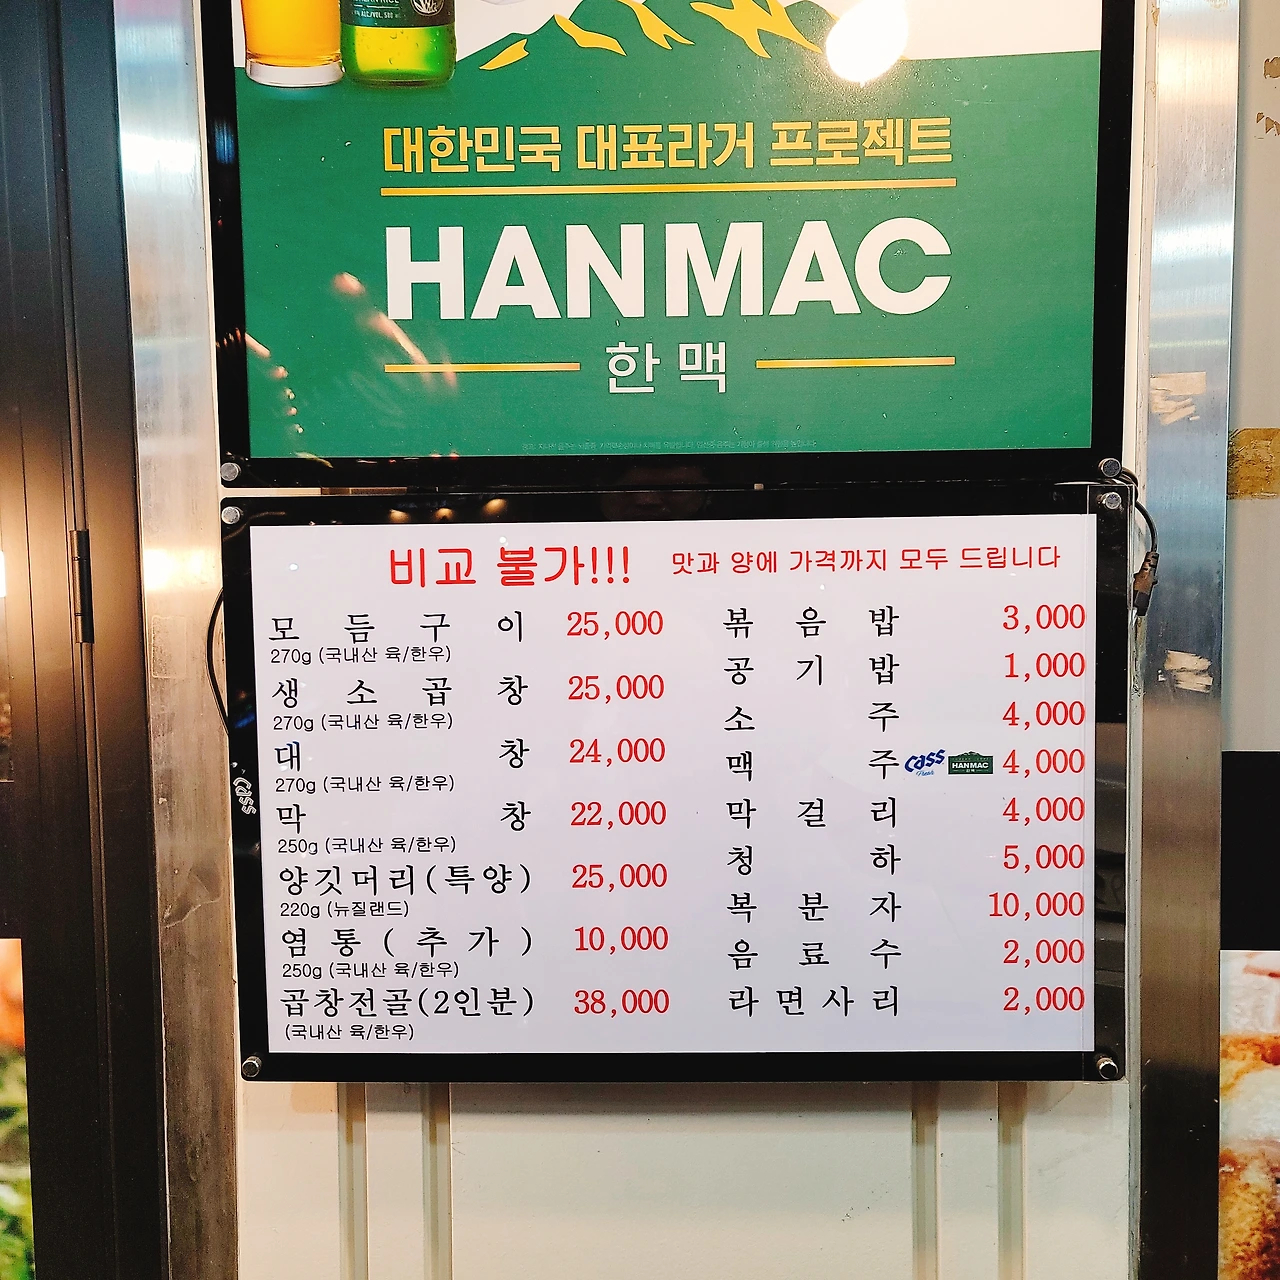 대한민국 대표라거 프로젝트
HANMAC
한맥
비교 불가!!! 맛과 양에 가격까지 모두 드립니다
모듬구이 25,000
270g (국내산 육/한우)
생소곱창 25,000
270g (국내산 육/한우)
대창 24,000
270g (국내산 육/한우)
막창 22,000
250g (국내산 육/한우)
양깃머리(특양) 25,000
220g (뉴질랜드)
염통(추가) 10,000
250g (국내산 육/한우)
곱창전골(2인분) 38,000
(국내산 육/한우)
볶음밥 3,000
공기밥 1,000
소주 4,000
맥주 Cass Fresh HANMAC 한맥 4,000
막걸리 4,000
청하 5,000
복분자 10,000
음료수 2,000
라면사리 2,000
Cass